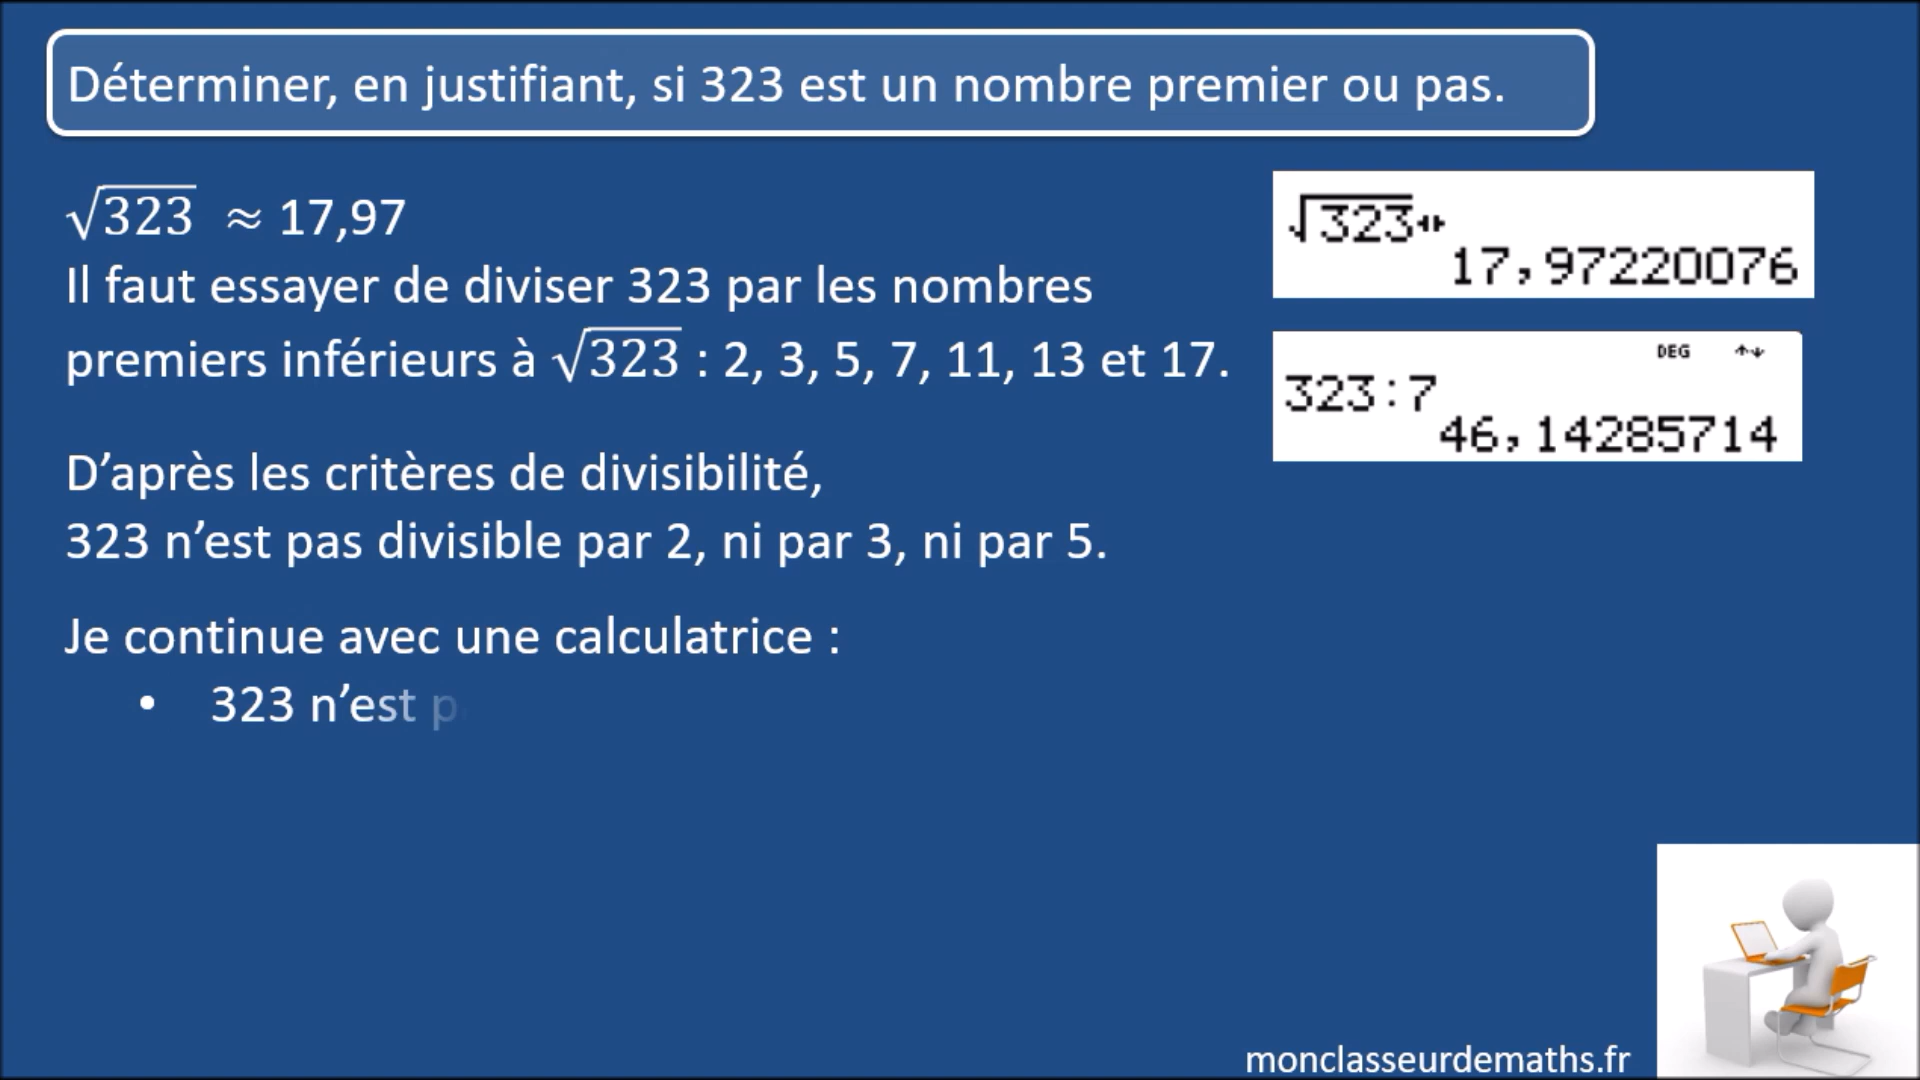 Déterminer, en justifiant, si 323 est un nombre premier ou pas.
√323 ≈ 17,97
Il faut essayer de diviser 323 par les nombres
premiers inférieurs à √323 : 2, 3, 5, 7, 11, 13 et 17.
D’après les critères de divisibilité,
323 n’est pas divisible par 2, ni par 3, ni par 5.
Je continue avec une calculatrice :
• 323 n’est p
√323
17,97220076
DEG
323:7
46,14285714
monclasseurdemaths.fr